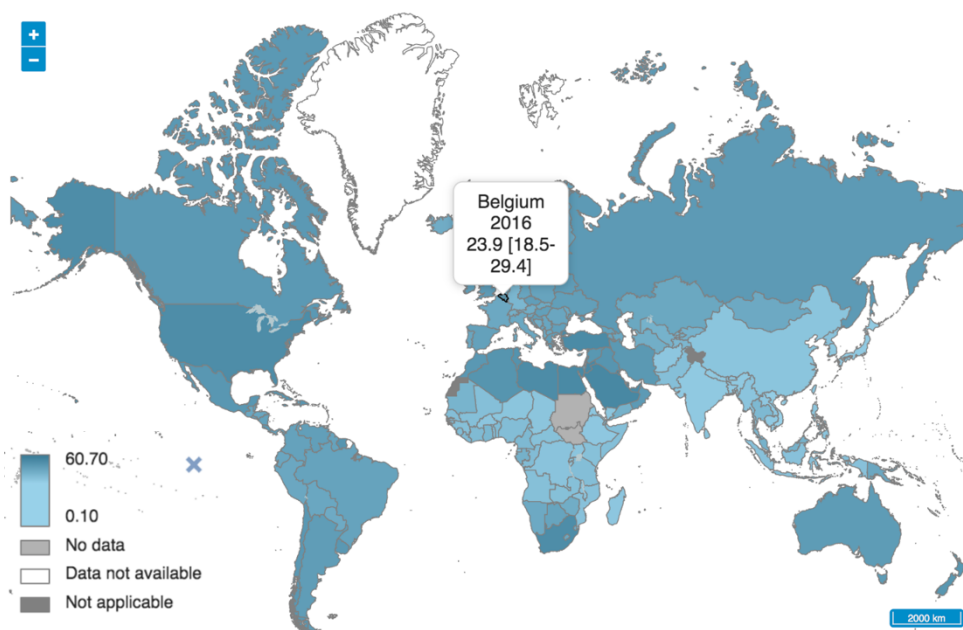 +
−
Belgium
2016
23.9 [18.5-
29.4]
60.70
0.10
No data
Data not available
Not applicable
2000 km